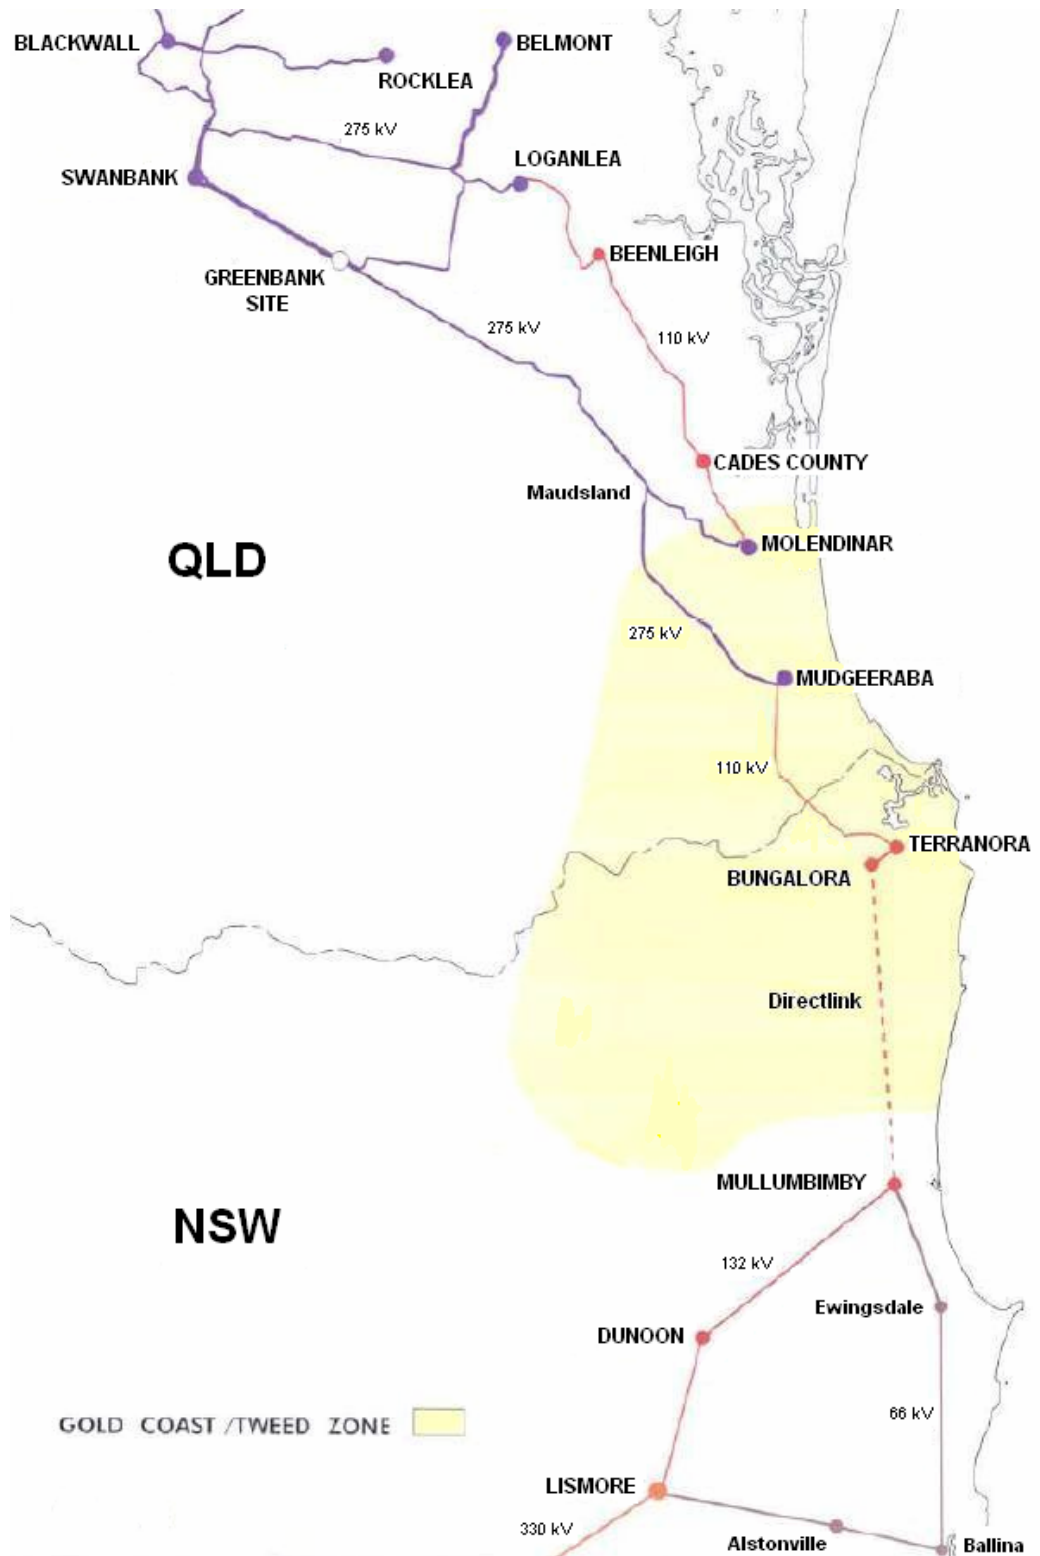 BLACKWALL
BELMONT
ROCKLEA
275 kV
LOGANLEA
SWANBANK
BEENLEIGH
GREENBANK
SITE
275 kV
110 kV
CADES COUNTY
Maudsland
MOLENDINAR
QLD
275 kV
MUDGEERABA
110 kV
TERRANORA
BUNGALORA
Directlink
MULLUMBIMBY
NSW
132 kV
Ewingsdale
DUNOON
66 kV
GOLD COAST /TWEED ZONE
LISMORE
330 kV
Alstonville
Ballina